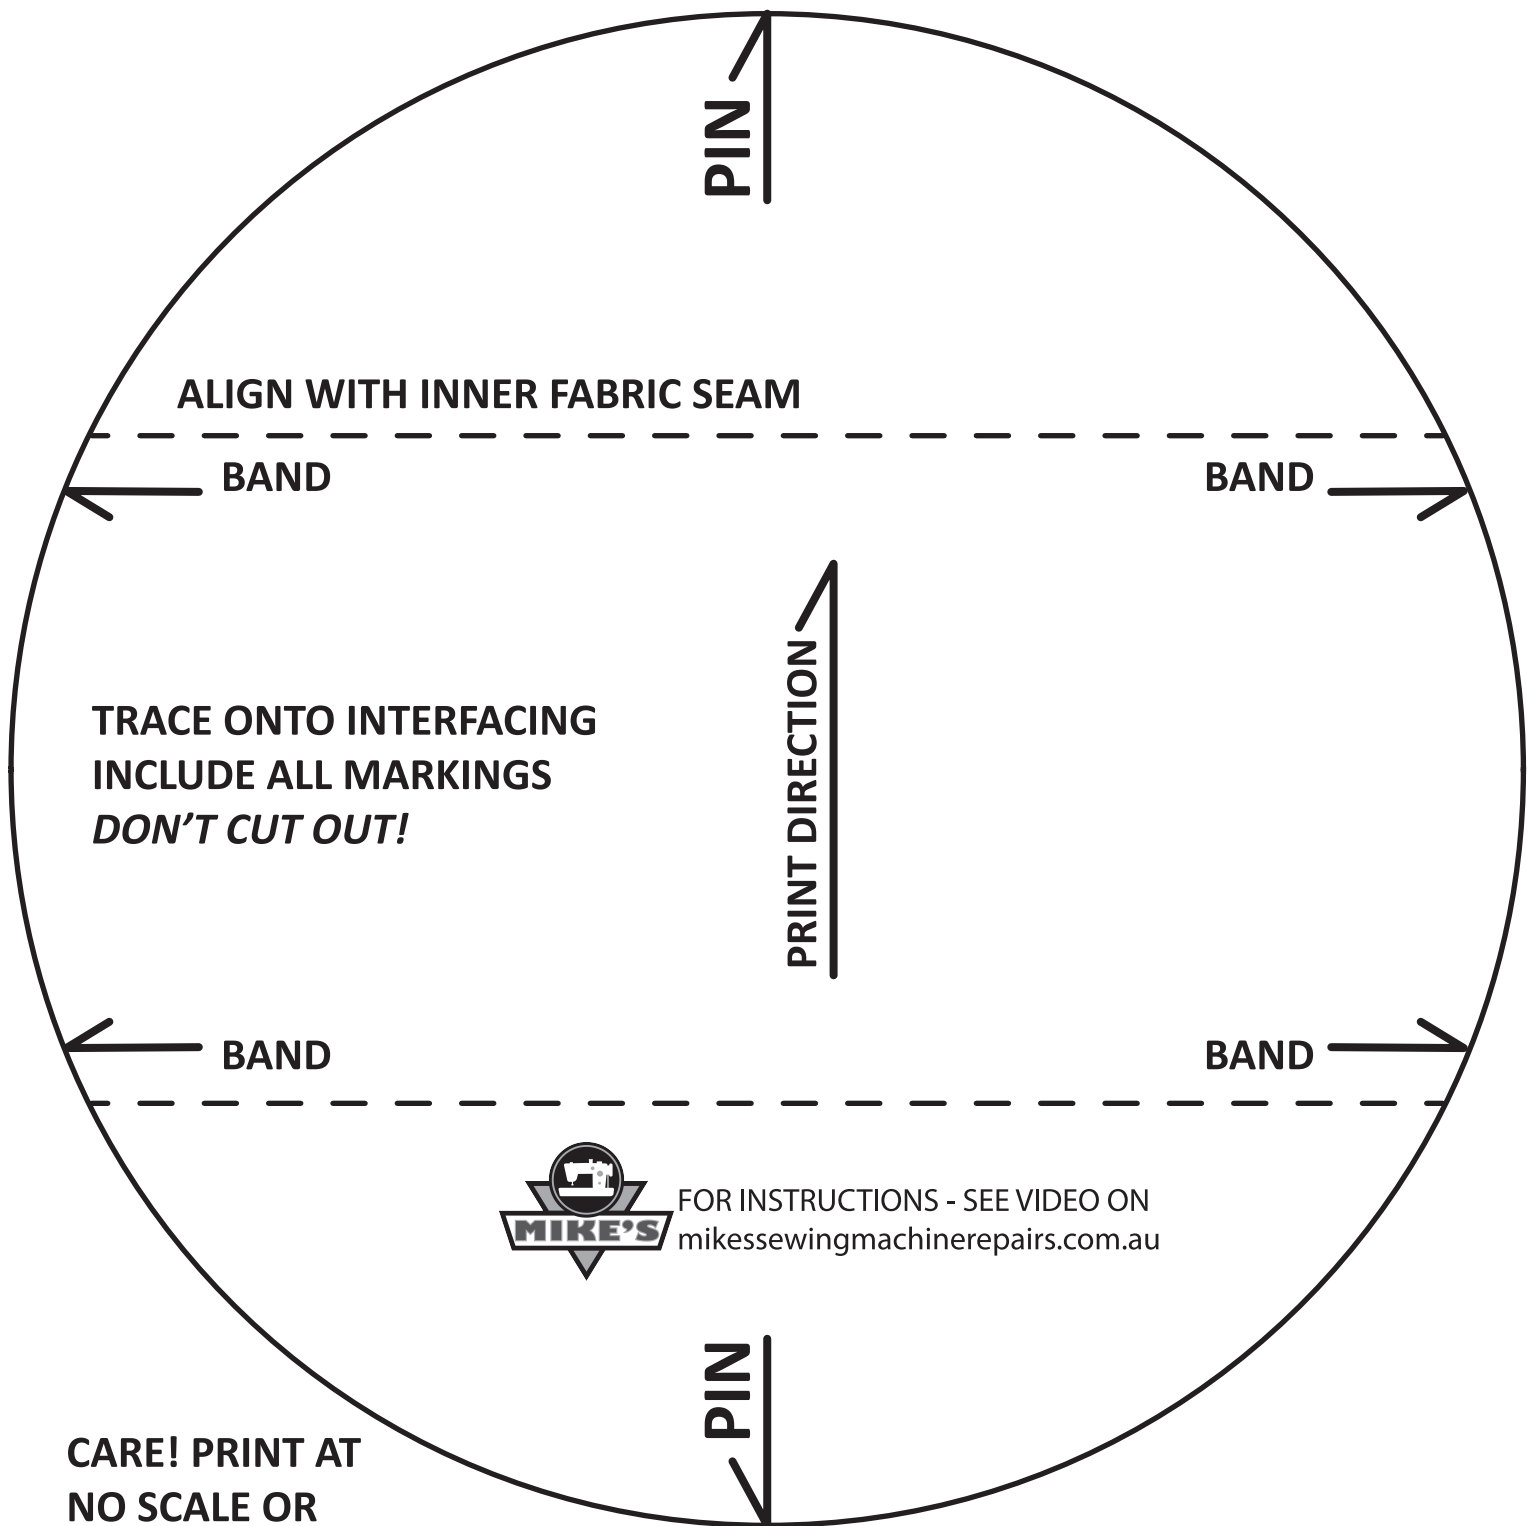 PIN
ALIGN WITH INNER FABRIC SEAM
BAND
BAND
PRINT DIRECTION
TRACE ONTO INTERFACING
INCLUDE ALL MARKINGS
DON'T CUT OUT!
BAND
BAND
MIKE'S
FOR INSTRUCTIONS - SEE VIDEO ON
mikessewingmachinerepairs.com.au
PIN
CARE! PRINT AT
NO SCALE OR